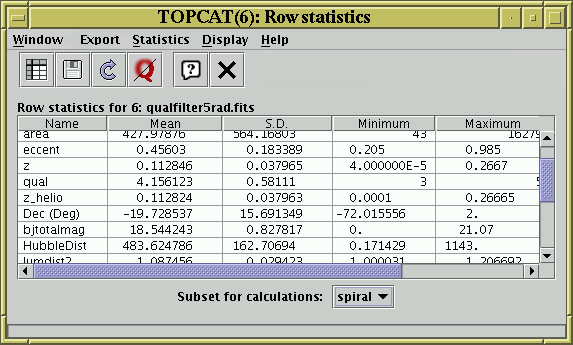 TOPCAT(6): Row statistics
Window Export Statistics Display Help
Row statistics for 6: qualfilter5rad.fits
Name Mean S.D. Minimum Maximum
area 427.97876 564.16803 43 16279
eccent 0.45603 0.183389 0.205 0.985
z 0.112846 0.037965 4.000000E-5 0.2667
qual 4.156123 0.58111 3 5
z_helio 0.112824 0.037963 0.0001 0.26665
Dec (Deg) -19.728537 15.691349 -72.015556 2.
bjtotalmag 18.544243 0.827817 0. 21.07
HubbleDist 483.624786 162.70694 0.171429 1143.
lumdist2 1.087456 0.029423 1.000031 1.206692
Subset for calculations: spiral